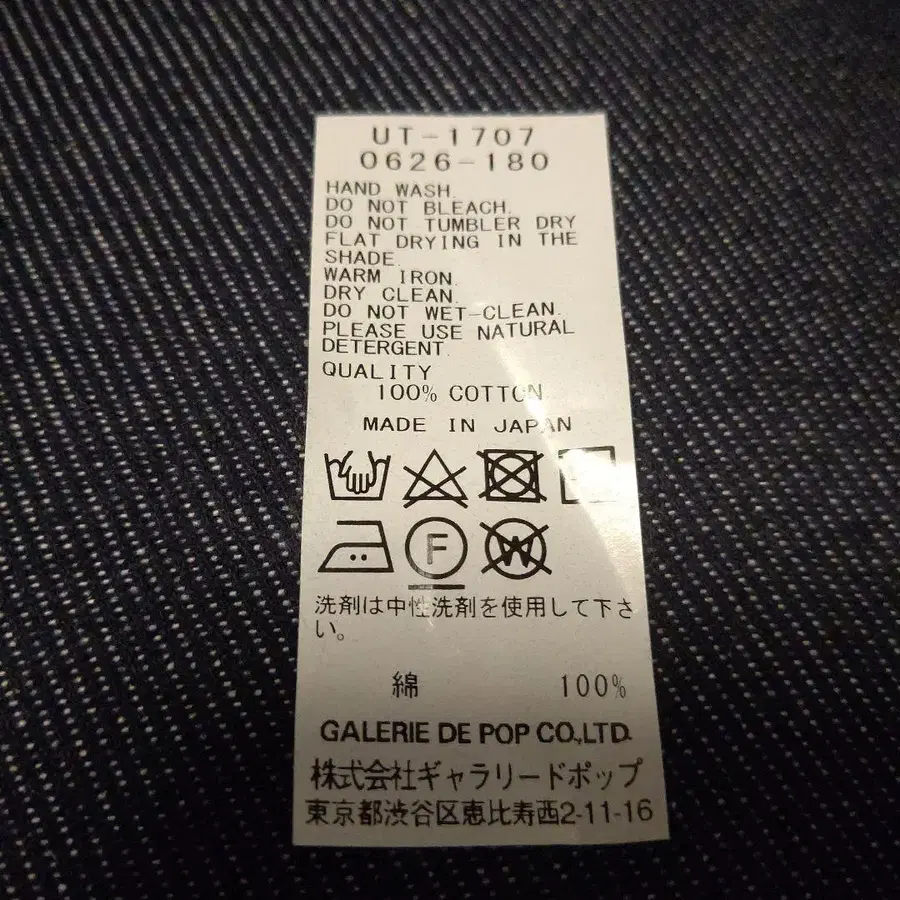 UT-1707
0626-180
HAND WASH.
DO NOT BLEACH.
DO NOT TUMBLER DRY
FLAT DRYING IN THE
SHADE.
WARM IRON.
DRY CLEAN.
DO NOT WET-CLEAN.
PLEASE USE NATURAL
DETERGENT.
QUALITY
100% COTTON
MADE IN JAPAN
F W
洗剤は中性洗剤を使用して下さ
い。
綿 100%
GALERIE DE POP CO.,LTD.
株式会社ギャラリードポップ
東京都渋谷区恵比寿西2-11-16